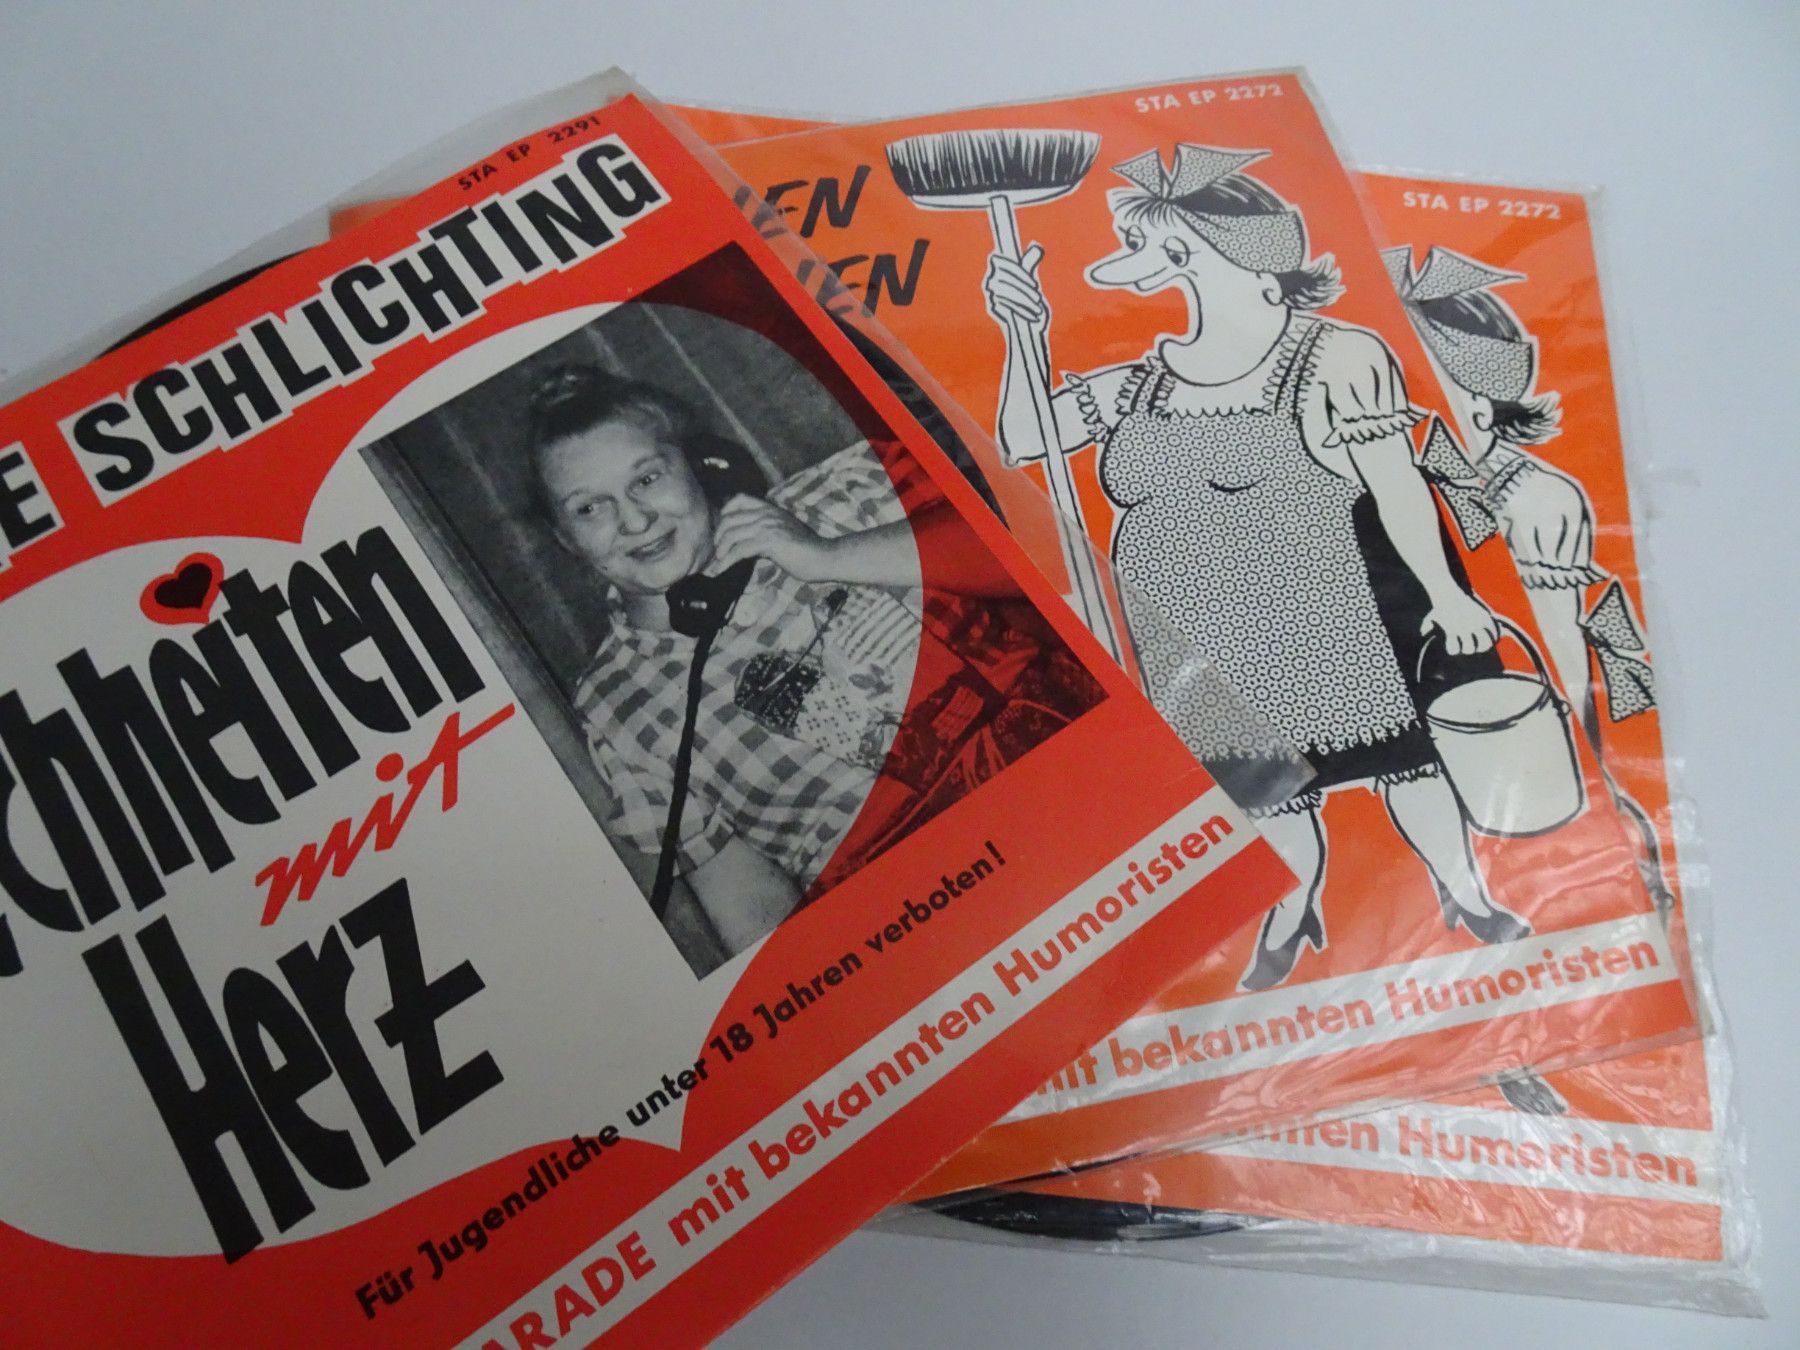 STA EP 2291
E SCHLICHTING
chheiten
mit
Herz
Für Jugendliche unter 18 Jahren verboten!
ARADE mit bekannten Humoristen
STA EP 2272
EN
EN
mit bekannten Humoristen
STA EP 2272
nnten Humoristen